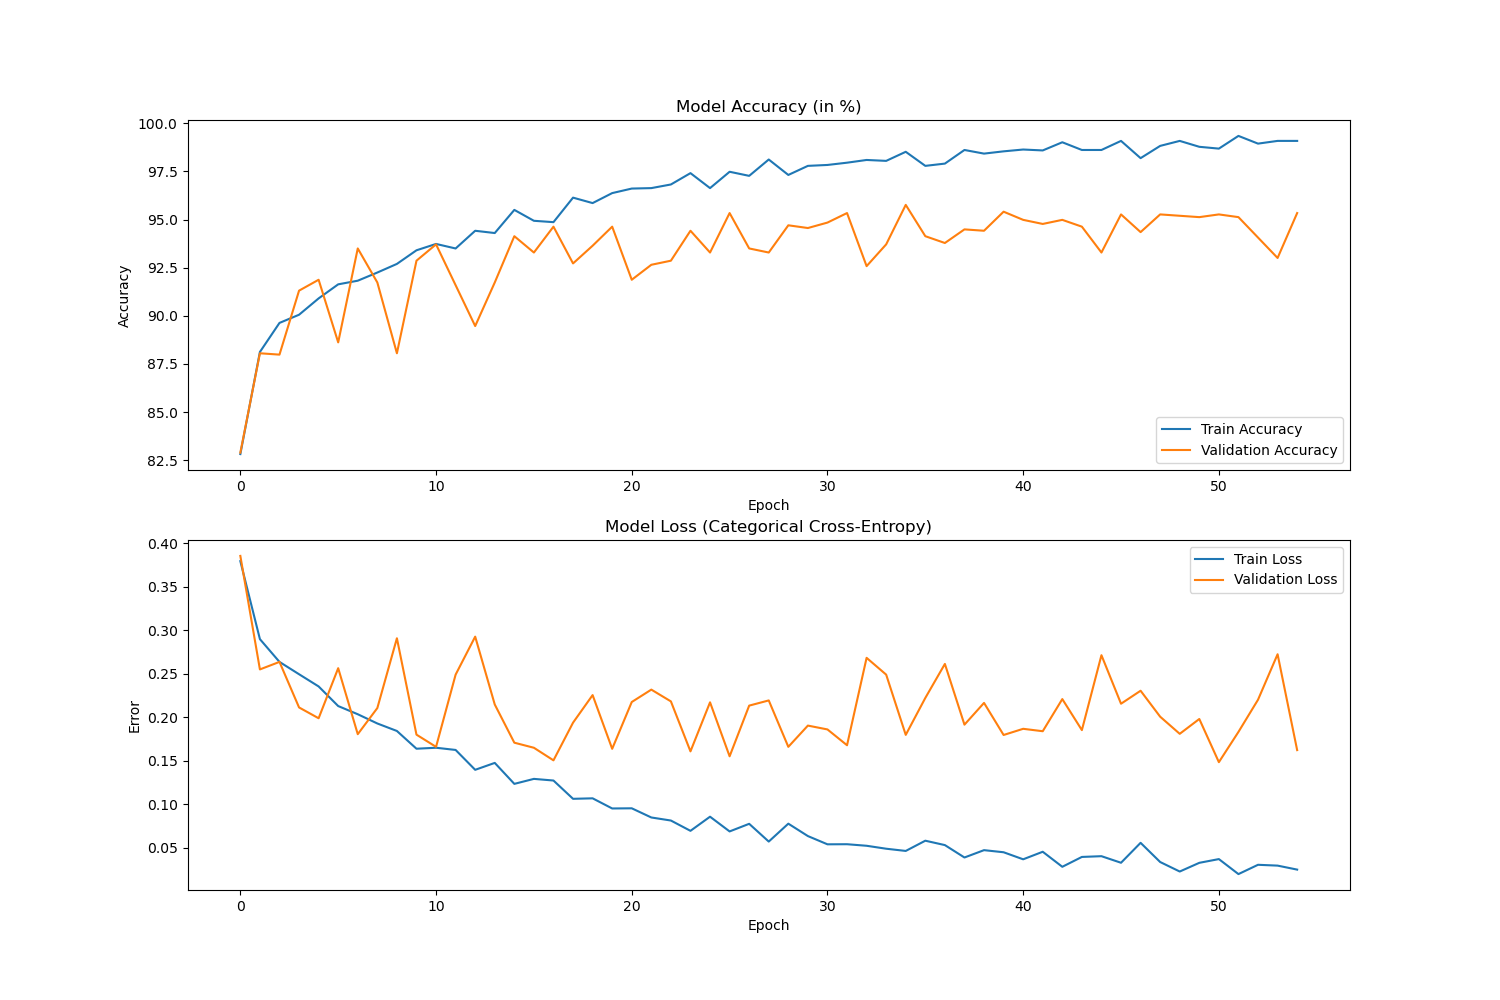 Model Accuracy (in %)
100.0
97.5
95.0
92.5
90.0
87.5
85.0
82.5
Accuracy
Train Accuracy
Validation Accuracy
0 10 20 30 40 50
Epoch
Model Loss (Categorical Cross-Entropy)
0.40
0.35
0.30
0.25
0.20
0.15
0.10
0.05
Error
Train Loss
Validation Loss
0 10 20 30 40 50
Epoch